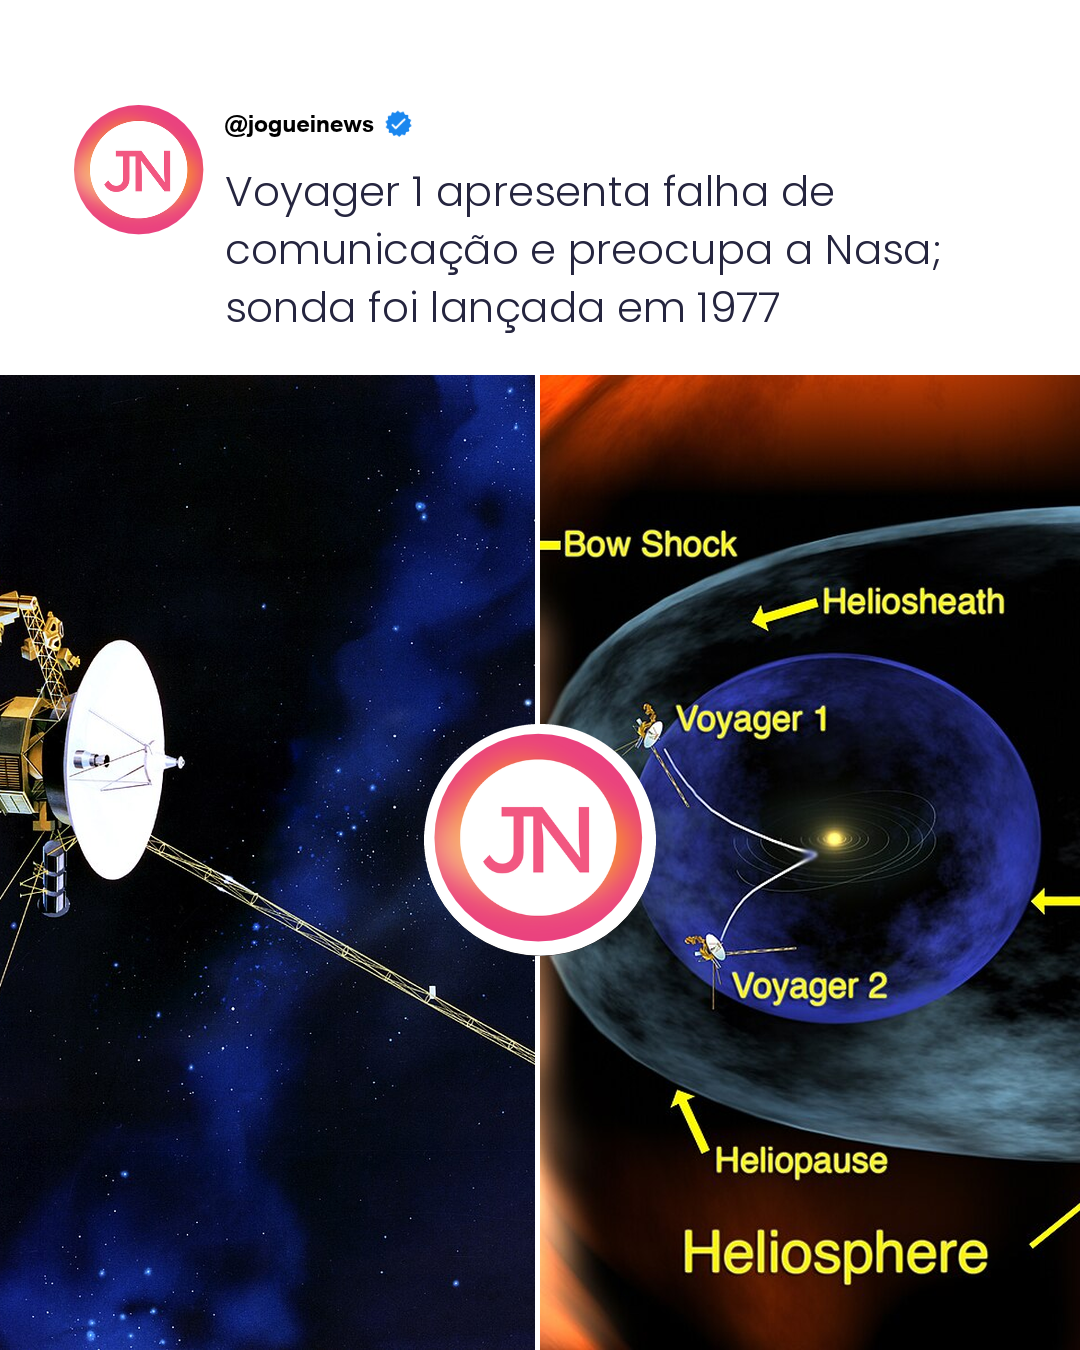 JN
@jogueinews
Voyager 1 apresenta falha de
comunicação e preocupa a Nasa;
sonda foi lançada em 1977
Bow Shock
Heliosheath
Voyager 1
JN
Voyager 2
Heliopause
Heliosphere